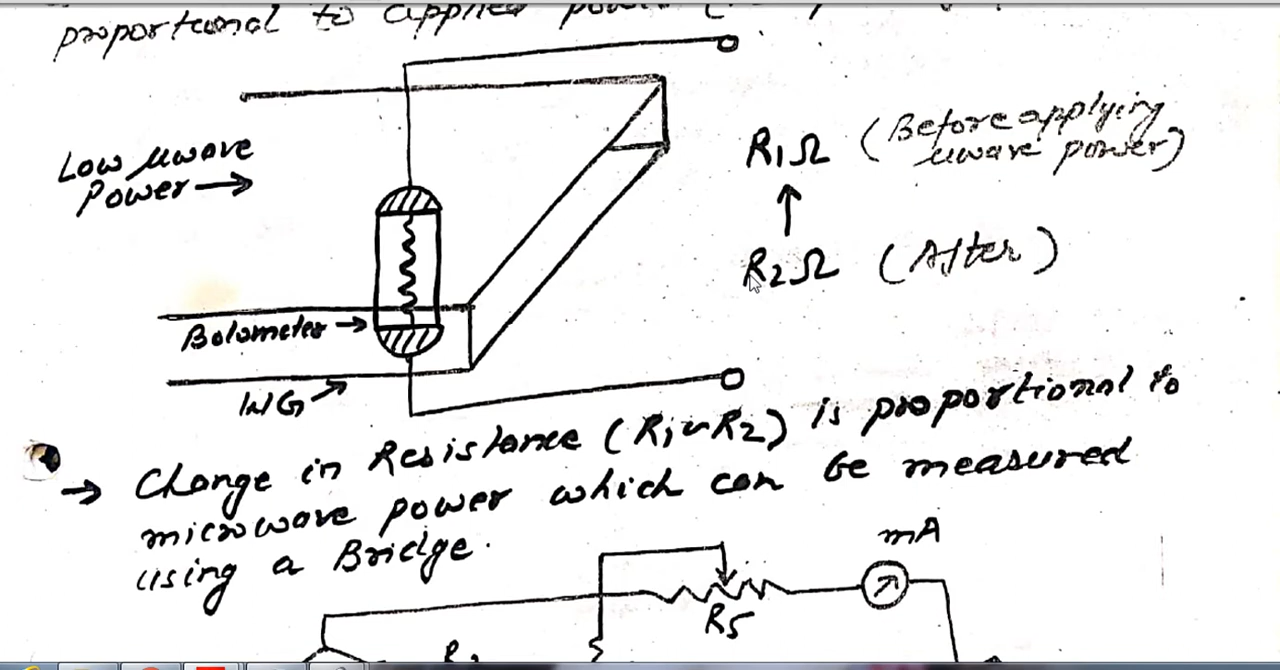 proportional to applied power (
Low μwave
Power →
R₁Ω (Before applying
μwave power)
↑
R₂Ω (After)
Bolometer →
WG
→ Change in Resistance (R₁~R₂) is proportional to
microwave power which can be measured
using a Bridge.
mA
R5